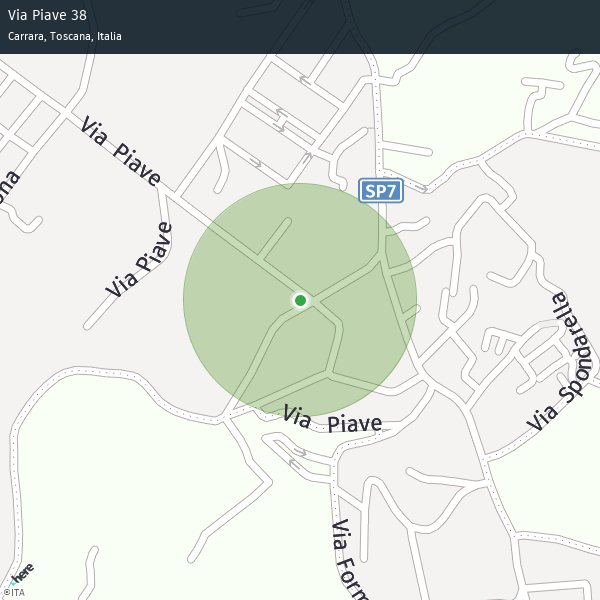 Via Piave 38
Carrara, Toscana, Italia
Via Piave
ona
SP7
Via Piave
Via Spondarella
Via Piave
Via Form
here
©ITA